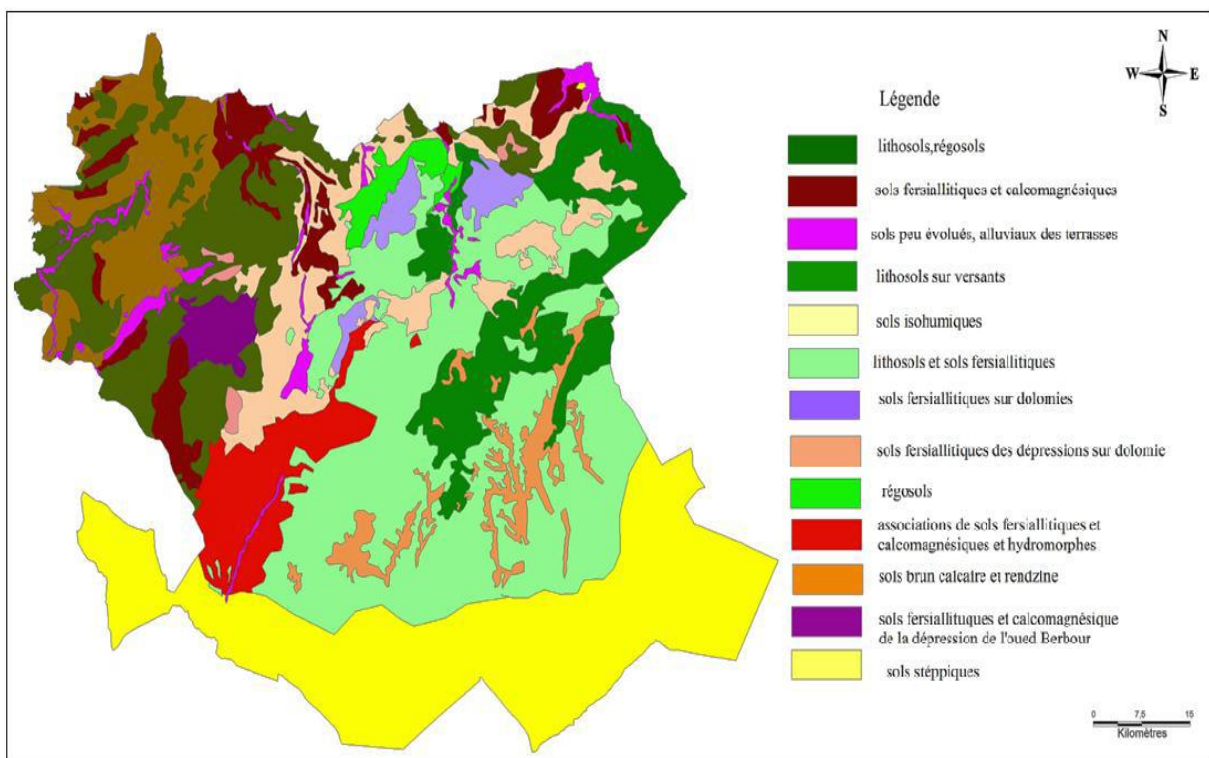 N
W E
S
Légende
lithosols,régosols
sols fersiallitiques et calcomagnésiques
sols peu évolués, alluviaux des terrasses
lithosols sur versants
sols isohumiques
lithosols et sols fersiallitiques
sols fersiallitiques sur dolomies
sols fersiallitiques des dépressions sur dolomie
régosols
associations de sols fersiallitiques et
calcomagnésiques et hydromorphes
sols brun calcaire et rendzine
sols fersiallituques et calcomagnésique
de la dépression de l'oued Berbour
sols stéppiques
0 7,5 15
Kilomètres